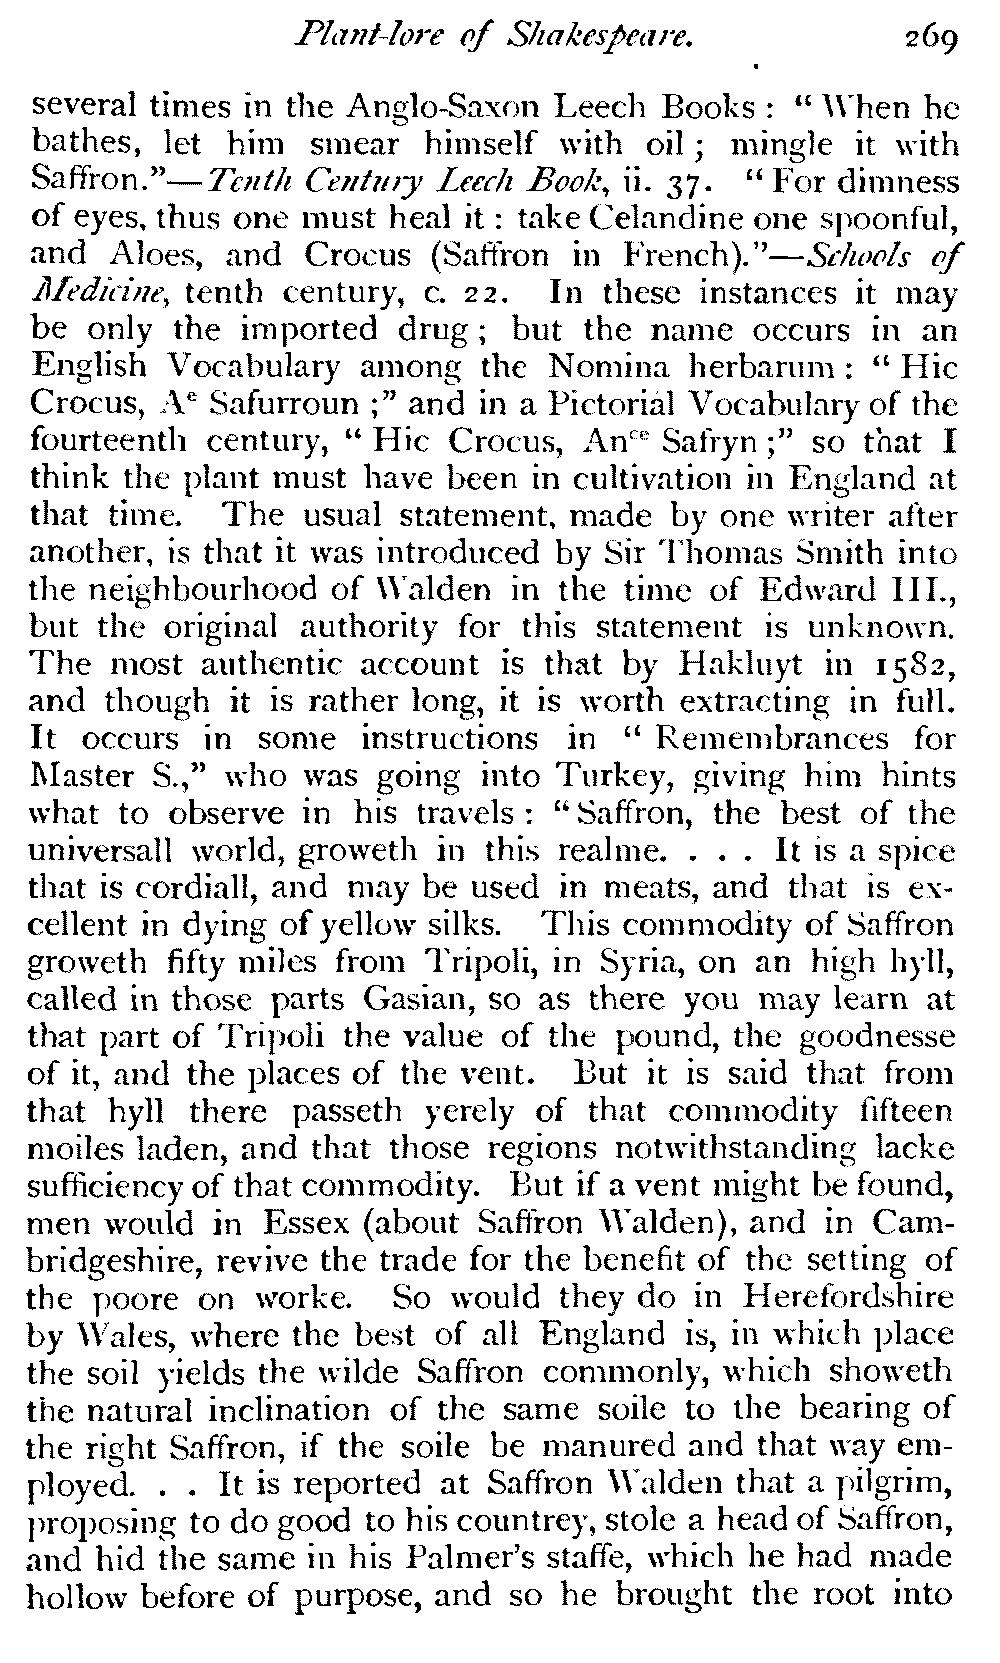 Plant-lore of Shakespeare. 269
several times in the Anglo-Saxon Leech Books : “ When he
bathes, let him smear himself with oil ; mingle it with
Saffron.”—Tenth Century Leech Book, ii. 37. “ For dimness
of eyes, thus one must heal it : take Celandine one spoonful,
and Aloes, and Crocus (Saffron in French).”—Schools of
Medicine, tenth century, c. 22. In these instances it may
be only the imported drug ; but the name occurs in an
English Vocabulary among the Nomina herbarum : “ Hic
Crocus, Aᵉ Safurroun ;” and in a Pictorial Vocabulary of the
fourteenth century, “ Hic Crocus, Anᶜᵉ Safryn ;” so that I
think the plant must have been in cultivation in England at
that time. The usual statement, made by one writer after
another, is that it was introduced by Sir Thomas Smith into
the neighbourhood of Walden in the time of Edward III.,
but the original authority for this statement is unknown.
The most authentic account is that by Hakluyt in 1582,
and though it is rather long, it is worth extracting in full.
It occurs in some instructions in “ Remembrances for
Master S.,” who was going into Turkey, giving him hints
what to observe in his travels : “ Saffron, the best of the
universall world, groweth in this realme. . . . It is a spice
that is cordiall, and may be used in meats, and that is ex-
cellent in dying of yellow silks. This commodity of Saffron
groweth fifty miles from Tripoli, in Syria, on an high hyll,
called in those parts Gasian, so as there you may learn at
that part of Tripoli the value of the pound, the goodnesse
of it, and the places of the vent. But it is said that from
that hyll there passeth yerely of that commodity fifteen
moiles laden, and that those regions notwithstanding lacke
sufficiency of that commodity. But if a vent might be found,
men would in Essex (about Saffron Walden), and in Cam-
bridgeshire, revive the trade for the benefit of the setting of
the poore on worke. So would they do in Herefordshire
by Wales, where the best of all England is, in which place
the soil yields the wilde Saffron commonly, which showeth
the natural inclination of the same soile to the bearing of
the right Saffron, if the soile be manured and that way em-
ployed. . . It is reported at Saffron Walden that a pilgrim,
proposing to do good to his countrey, stole a head of Saffron,
and hid the same in his Palmer's staffe, which he had made
hollow before of purpose, and so he brought the root into